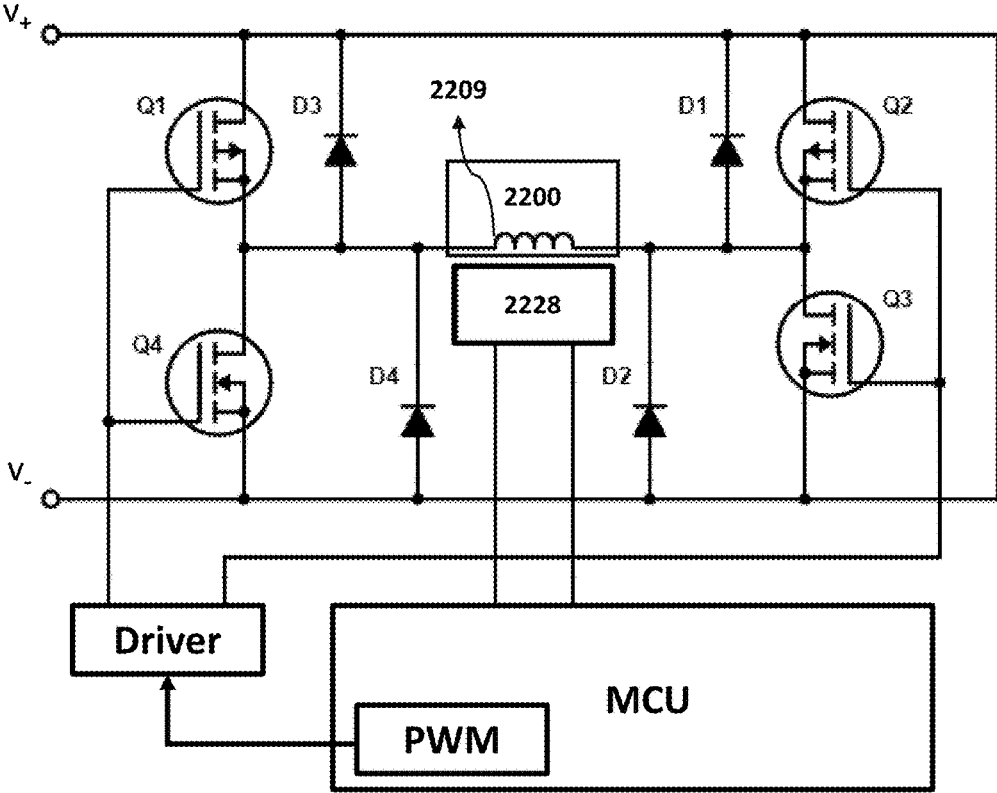 V+
Q1
D3
2209
D1
Q2
2200
2228
Q3
Q4
D4
D2
V-
Driver
MCU
PWM